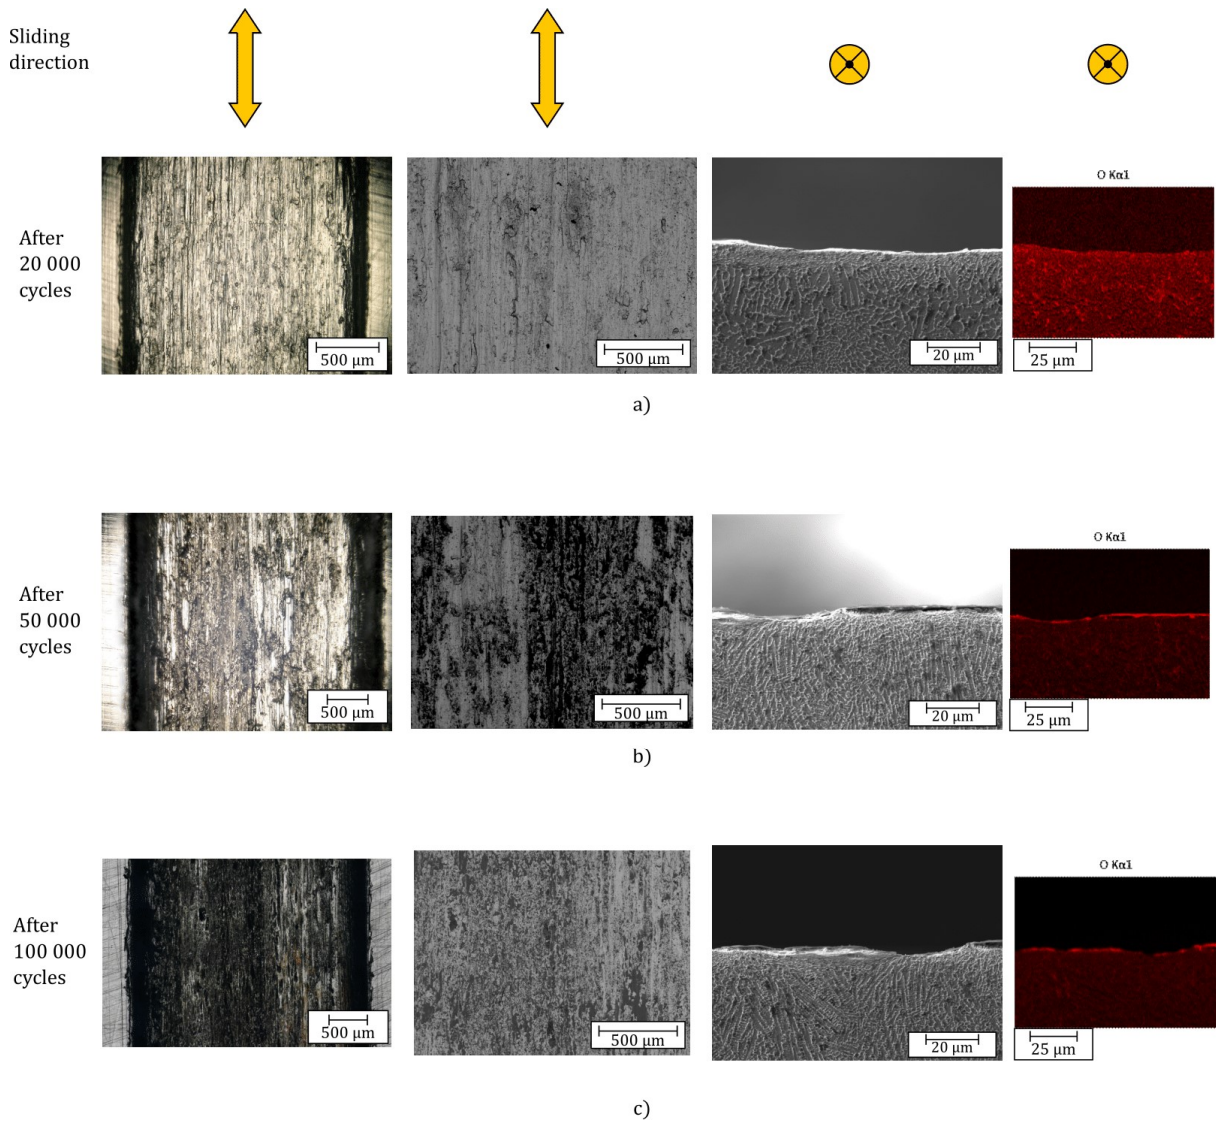 Sliding
direction
O Kα1
After
20 000
cycles
500 µm
500 µm
20 µm
25 µm
a)
O Kα1
After
50 000
cycles
500 µm
500 µm
20 µm
25 µm
b)
O Kα1
After
100 000
cycles
500 µm
500 µm
20 µm
25 µm
c)